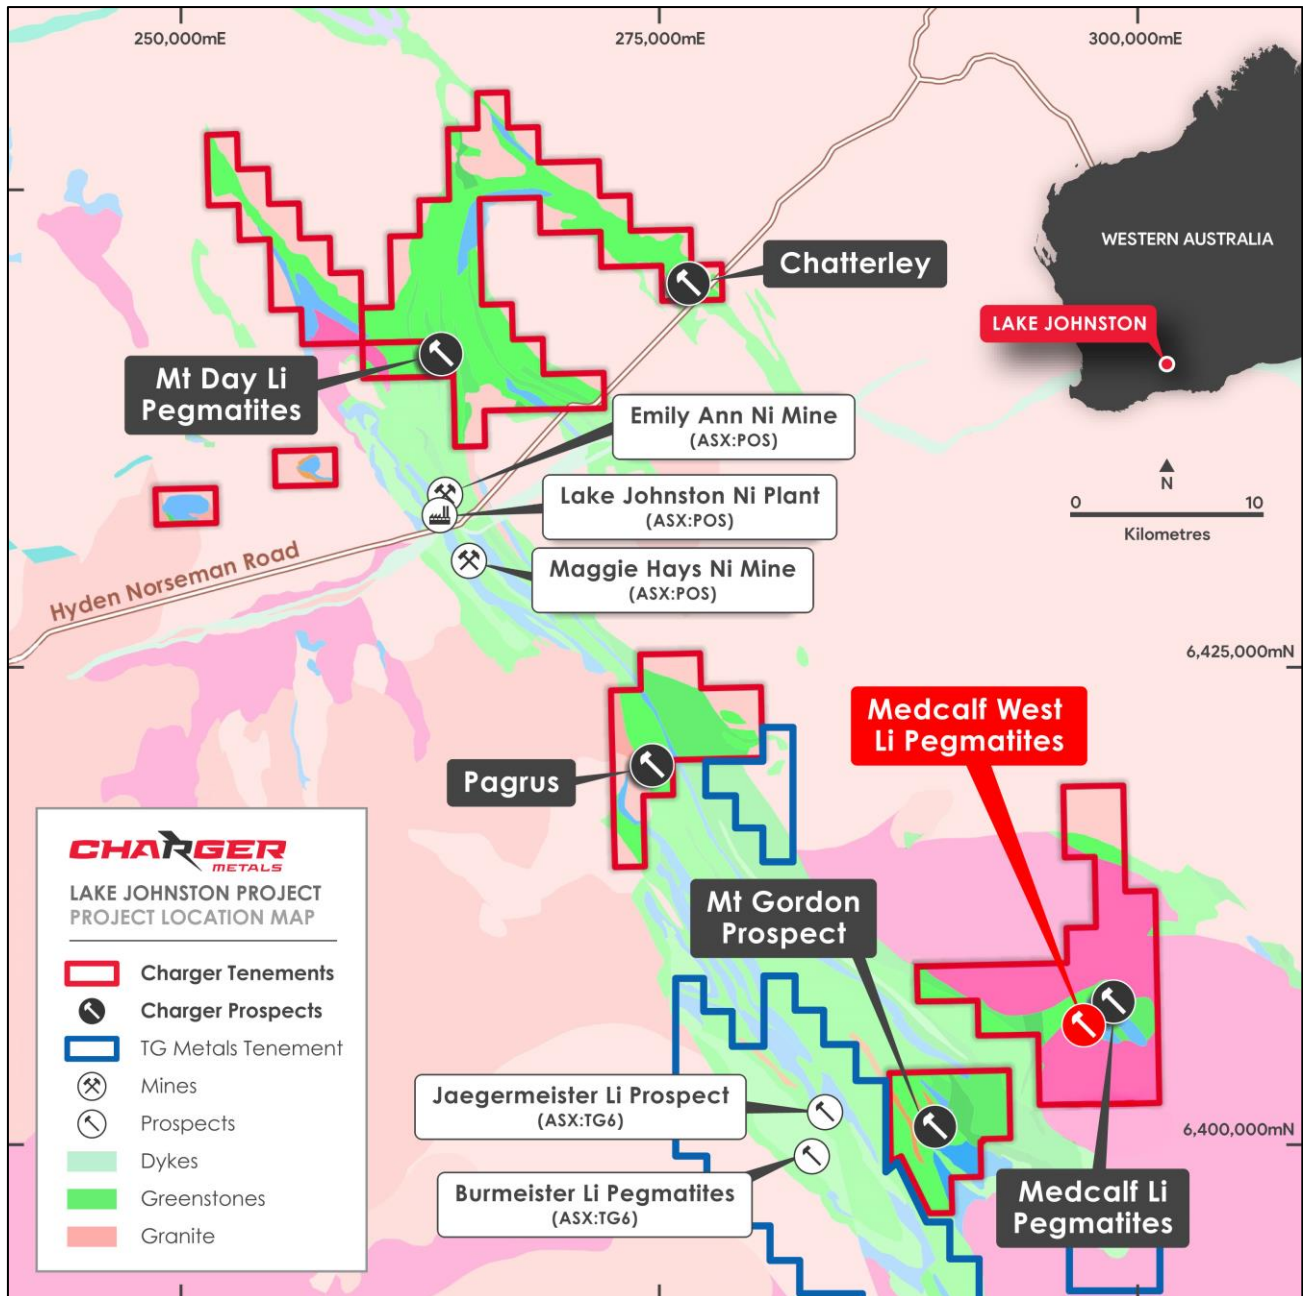 250,000mE
275,000mE
300,000mE
WESTERN AUSTRALIA
LAKE JOHNSTON
N
0
10
Kilometres
Chatterley
Mt Day Li
Pegmatites
Emily Ann Ni Mine
(ASX:POS)
Lake Johnston Ni Plant
(ASX:POS)
Maggie Hays Ni Mine
(ASX:POS)
Hyden Norseman Road
6,425,000mN
Medcalf West
Li Pegmatites
Pagrus
Mt Gordon
Prospect
Jaegermeister Li Prospect
(ASX:TG6)
Burmeister Li Pegmatites
(ASX:TG6)
6,400,000mN
Medcalf Li
Pegmatites
CHARGER
METALS
LAKE JOHNSTON PROJECT
PROJECT LOCATION MAP
Charger Tenements
Charger Prospects
TG Metals Tenement
Mines
Prospects
Dykes
Greenstones
Granite